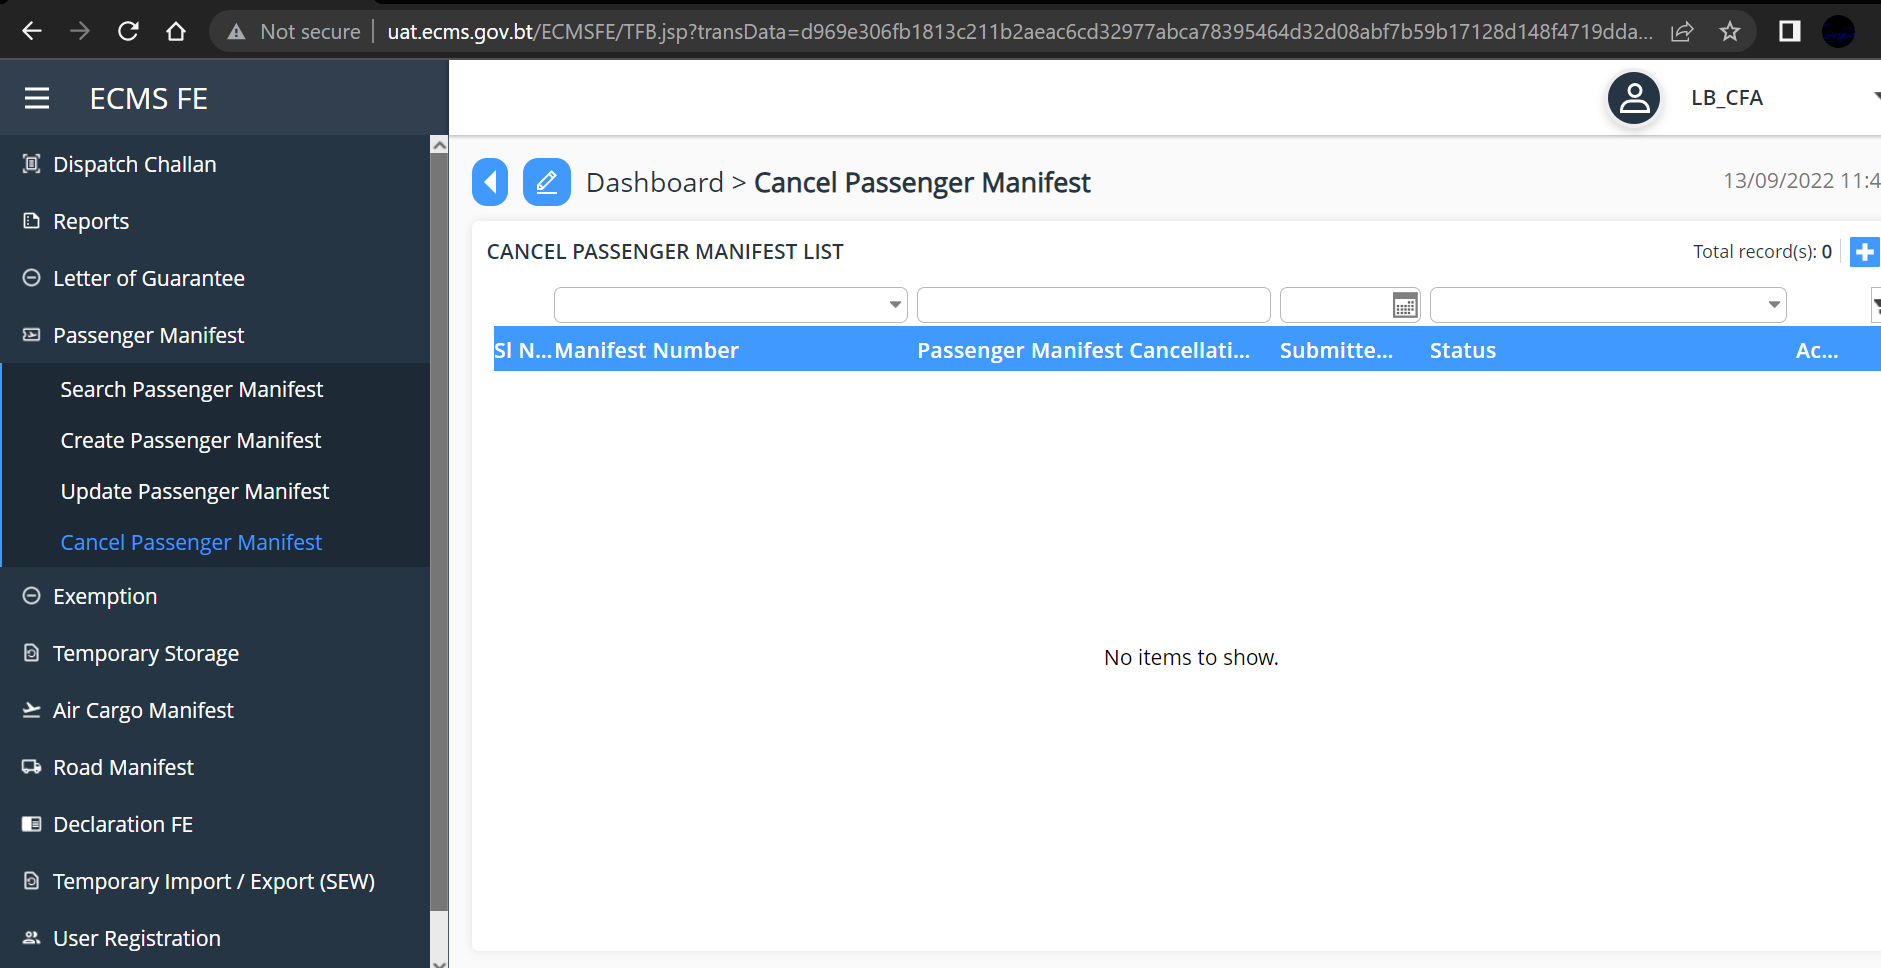 Not secure | uat.ecms.gov.bt/ECMSFE/TFB.jsp?transData=d969e306fb1813c211b2aeac6cd32977abca78395464d32d08abf7b59b17128d148f4719dda...
ECMS FE
LB_CFA
Dispatch Challan
Reports
Letter of Guarantee
Passenger Manifest
Search Passenger Manifest
Create Passenger Manifest
Update Passenger Manifest
Cancel Passenger Manifest
Exemption
Temporary Storage
Air Cargo Manifest
Road Manifest
Declaration FE
Temporary Import / Export (SEW)
User Registration
Dashboard > Cancel Passenger Manifest
13/09/2022 11:4
CANCEL PASSENGER MANIFEST LIST
Total record(s): 0
Sl N... Manifest Number Passenger Manifest Cancellati... Submitte... Status Ac...
No items to show.